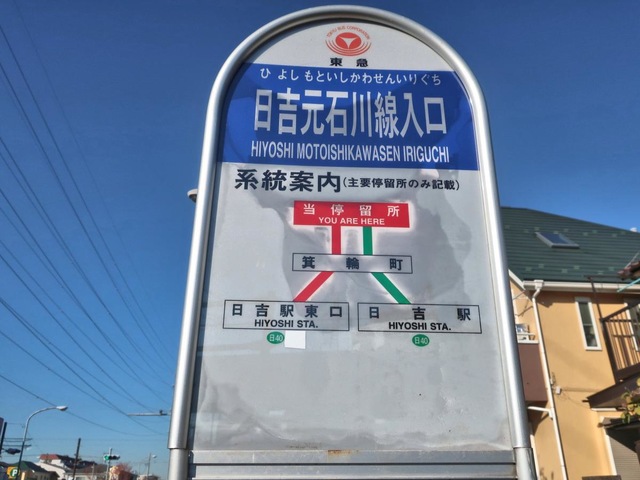 TOKYU BUS CORPORATION
東急
ひよしもといしかわせんいりぐち
日吉元石川線入口
HIYOSHI MOTOISHIKAWASEN IRIGUCHI
系統案内(主要停留所のみ記載)
当停留所
YOU ARE HERE
箕輪町
日吉駅東口
HIYOSHI STA.
日吉駅
HIYOSHI STA.
日40
日40